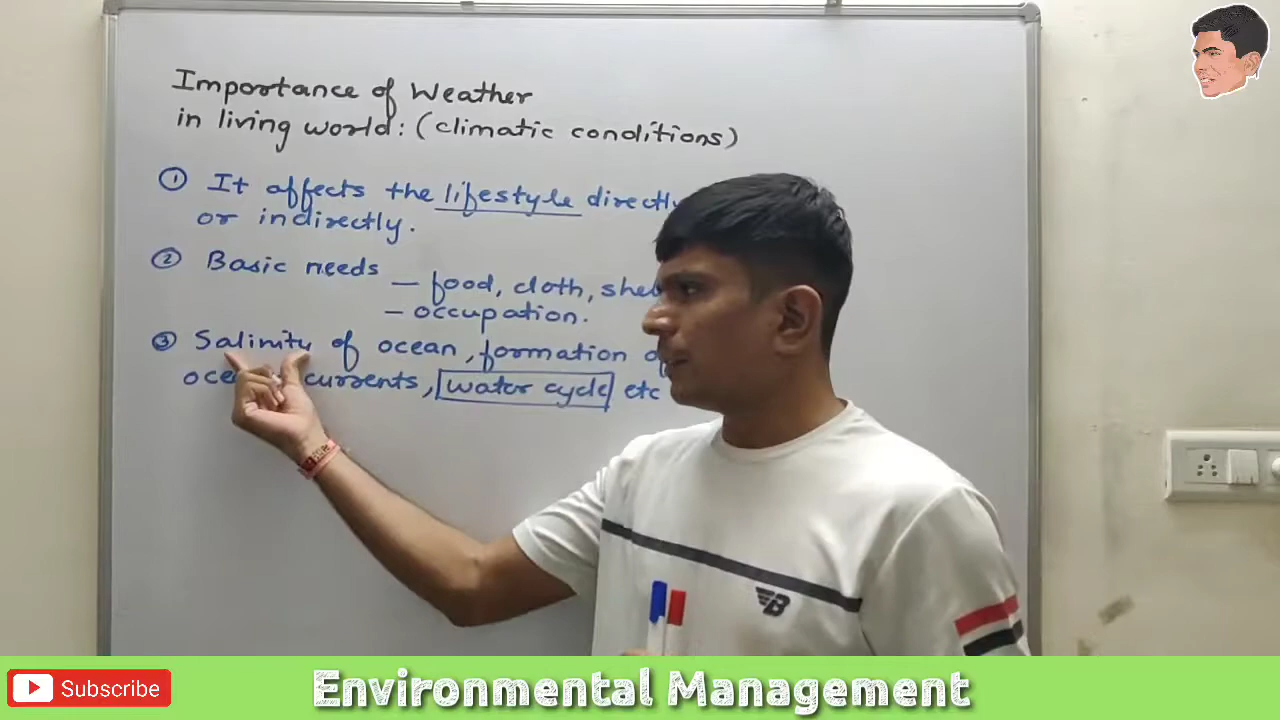 Importance of Weather
in living world: (climatic conditions)
① It affects the lifestyle directly
or indirectly.
② Basic needs
— food, cloth,
— occupation.
③ Salinity of ocean, formation
currents, water cycle etc
Subscribe
Environmental Management